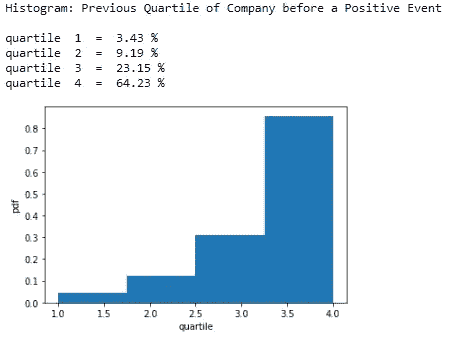 Histogram: Previous Quartile of Company before a Positive Event
quartile 1 = 3.43 %
quartile 2 = 9.19 %
quartile 3 = 23.15 %
quartile 4 = 64.23 %
0.8
0.7
0.6
0.5
0.4
0.3
0.2
0.1
0.0
pdf
1.0 1.5 2.0 2.5 3.0 3.5 4.0
quartile